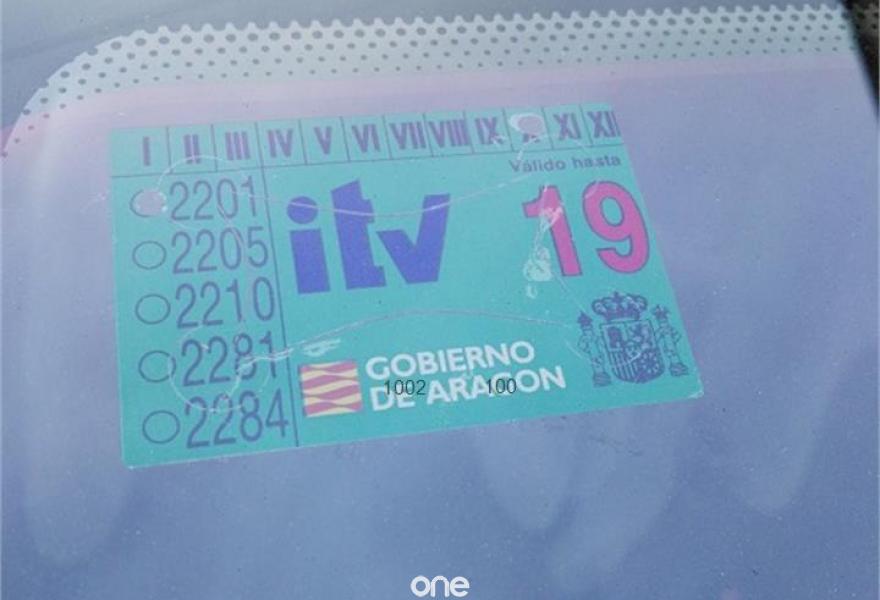 I II III IV V VI VII VIII IX X XI XII
Válido hasta
2201
2205
2210
2281
2284
itv
19
GOBIERNO
DE ARAGON
1002 100
one